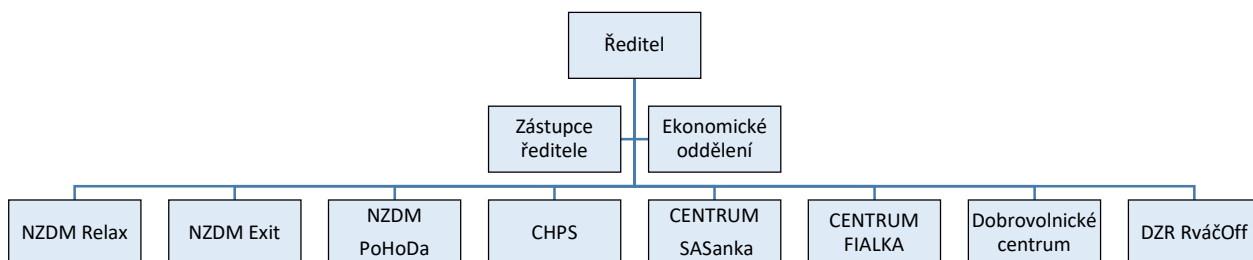 Ředitel
Zástupce
ředitele
Ekonomické
oddělení
NZDM Relax
NZDM Exit
NZDM
PoHoDa
CHPS
CENTRUM
SASanka
CENTRUM
FIALKA
Dobrovolnické
centrum
DZR RváčOff